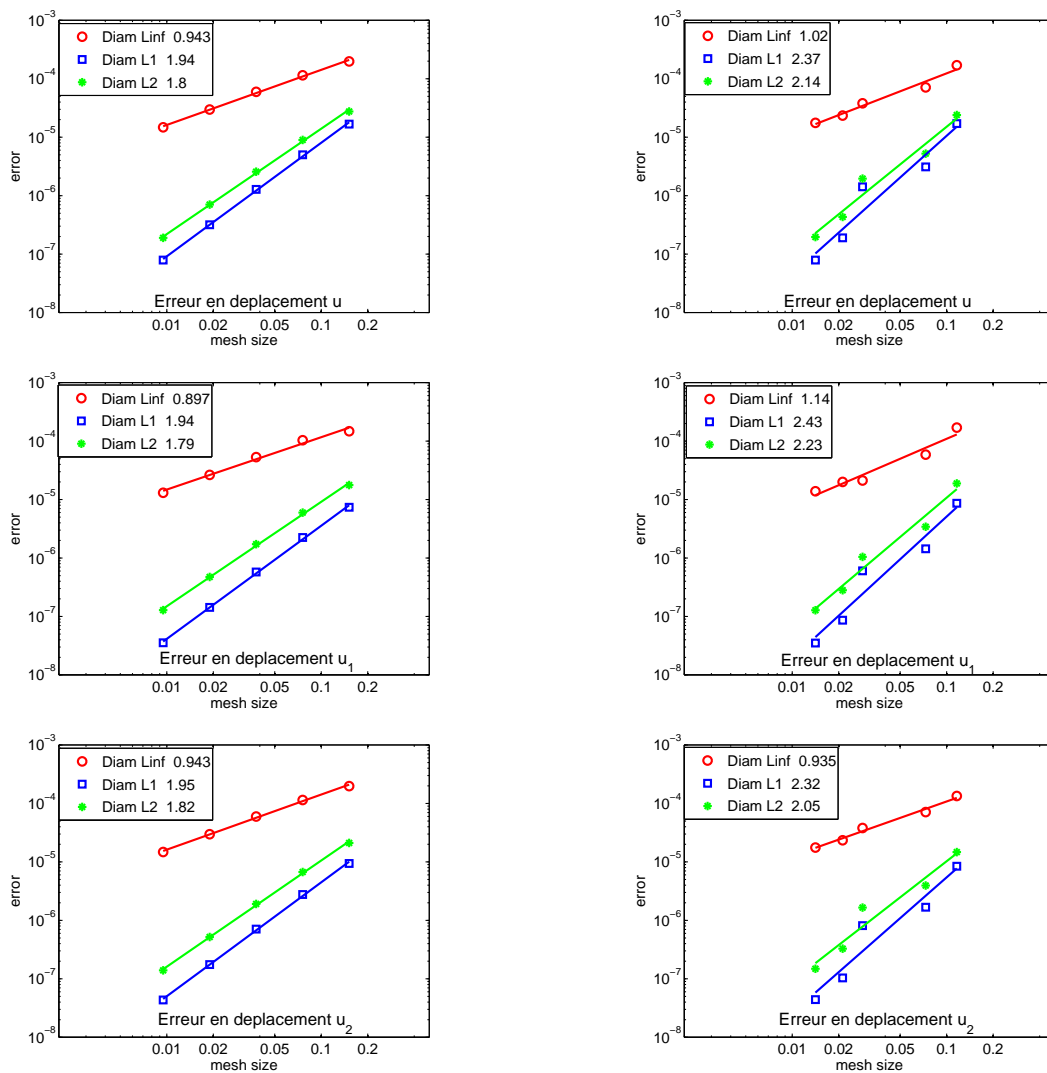 10^-3
10^-4
10^-5
10^-6
10^-7
10^-8
error
Diam Linf 0.943
Diam L1 1.94
Diam L2 1.8
Erreur en deplacement u
0.01 0.02 0.05 0.1 0.2
mesh size
10^-3
10^-4
10^-5
10^-6
10^-7
10^-8
error
Diam Linf 1.02
Diam L1 2.37
Diam L2 2.14
Erreur en deplacement u
0.01 0.02 0.05 0.1 0.2
mesh size
10^-3
10^-4
10^-5
10^-6
10^-7
10^-8
error
Diam Linf 0.897
Diam L1 1.94
Diam L2 1.79
Erreur en deplacement u_1
0.01 0.02 0.05 0.1 0.2
mesh size
10^-3
10^-4
10^-5
10^-6
10^-7
10^-8
error
Diam Linf 1.14
Diam L1 2.43
Diam L2 2.23
Erreur en deplacement u_1
0.01 0.02 0.05 0.1 0.2
mesh size
10^-3
10^-4
10^-5
10^-6
10^-7
10^-8
error
Diam Linf 0.943
Diam L1 1.95
Diam L2 1.82
Erreur en deplacement u_2
0.01 0.02 0.05 0.1 0.2
mesh size
10^-3
10^-4
10^-5
10^-6
10^-7
10^-8
error
Diam Linf 0.935
Diam L1 2.32
Diam L2 2.05
Erreur en deplacement u_2
0.01 0.02 0.05 0.1 0.2
mesh size